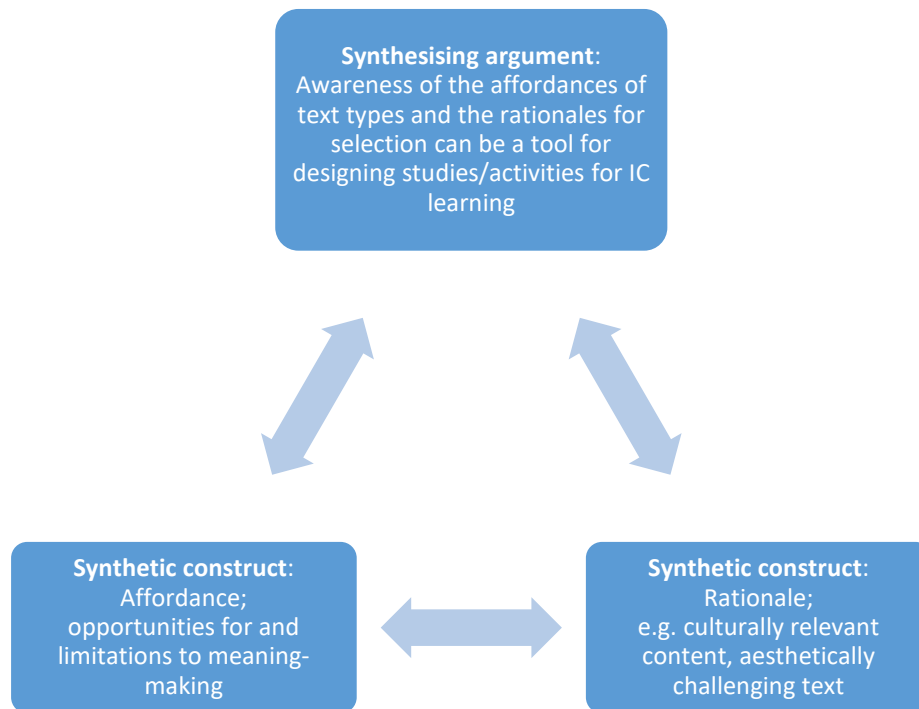 Synthesising argument:
Awareness of the affordances of
text types and the rationales for
selection can be a tool for
designing studies/activities for IC
learning
Synthetic construct:
Affordance;
opportunities for and
limitations to meaning-
making
Synthetic construct:
Rationale;
e.g. culturally relevant
content, aesthetically
challenging text